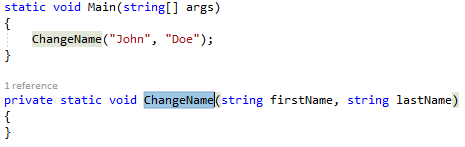 static void Main(string[] args)
{
ChangeName("John", "Doe");
}
1 reference
private static void ChangeName(string firstName, string lastName)
{
}